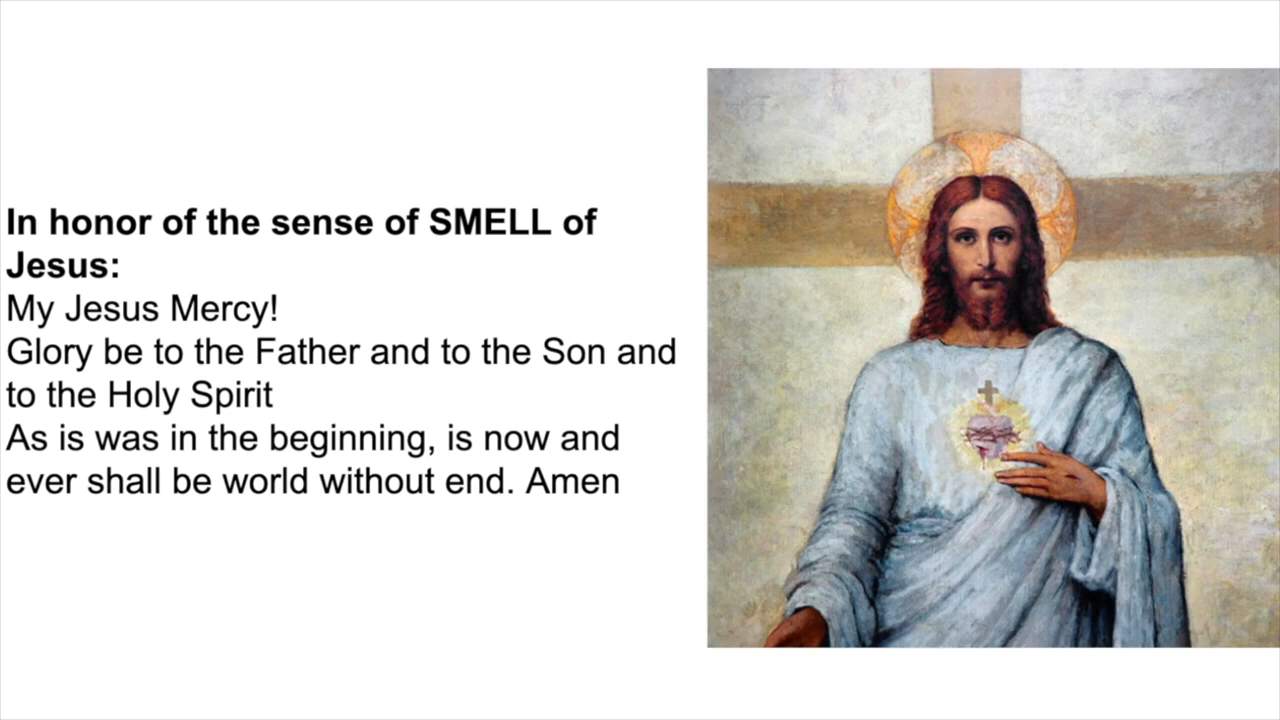 In honor of the sense of SMELL of
Jesus:
My Jesus Mercy!
Glory be to the Father and to the Son and
to the Holy Spirit
As is was in the beginning, is now and
ever shall be world without end. Amen